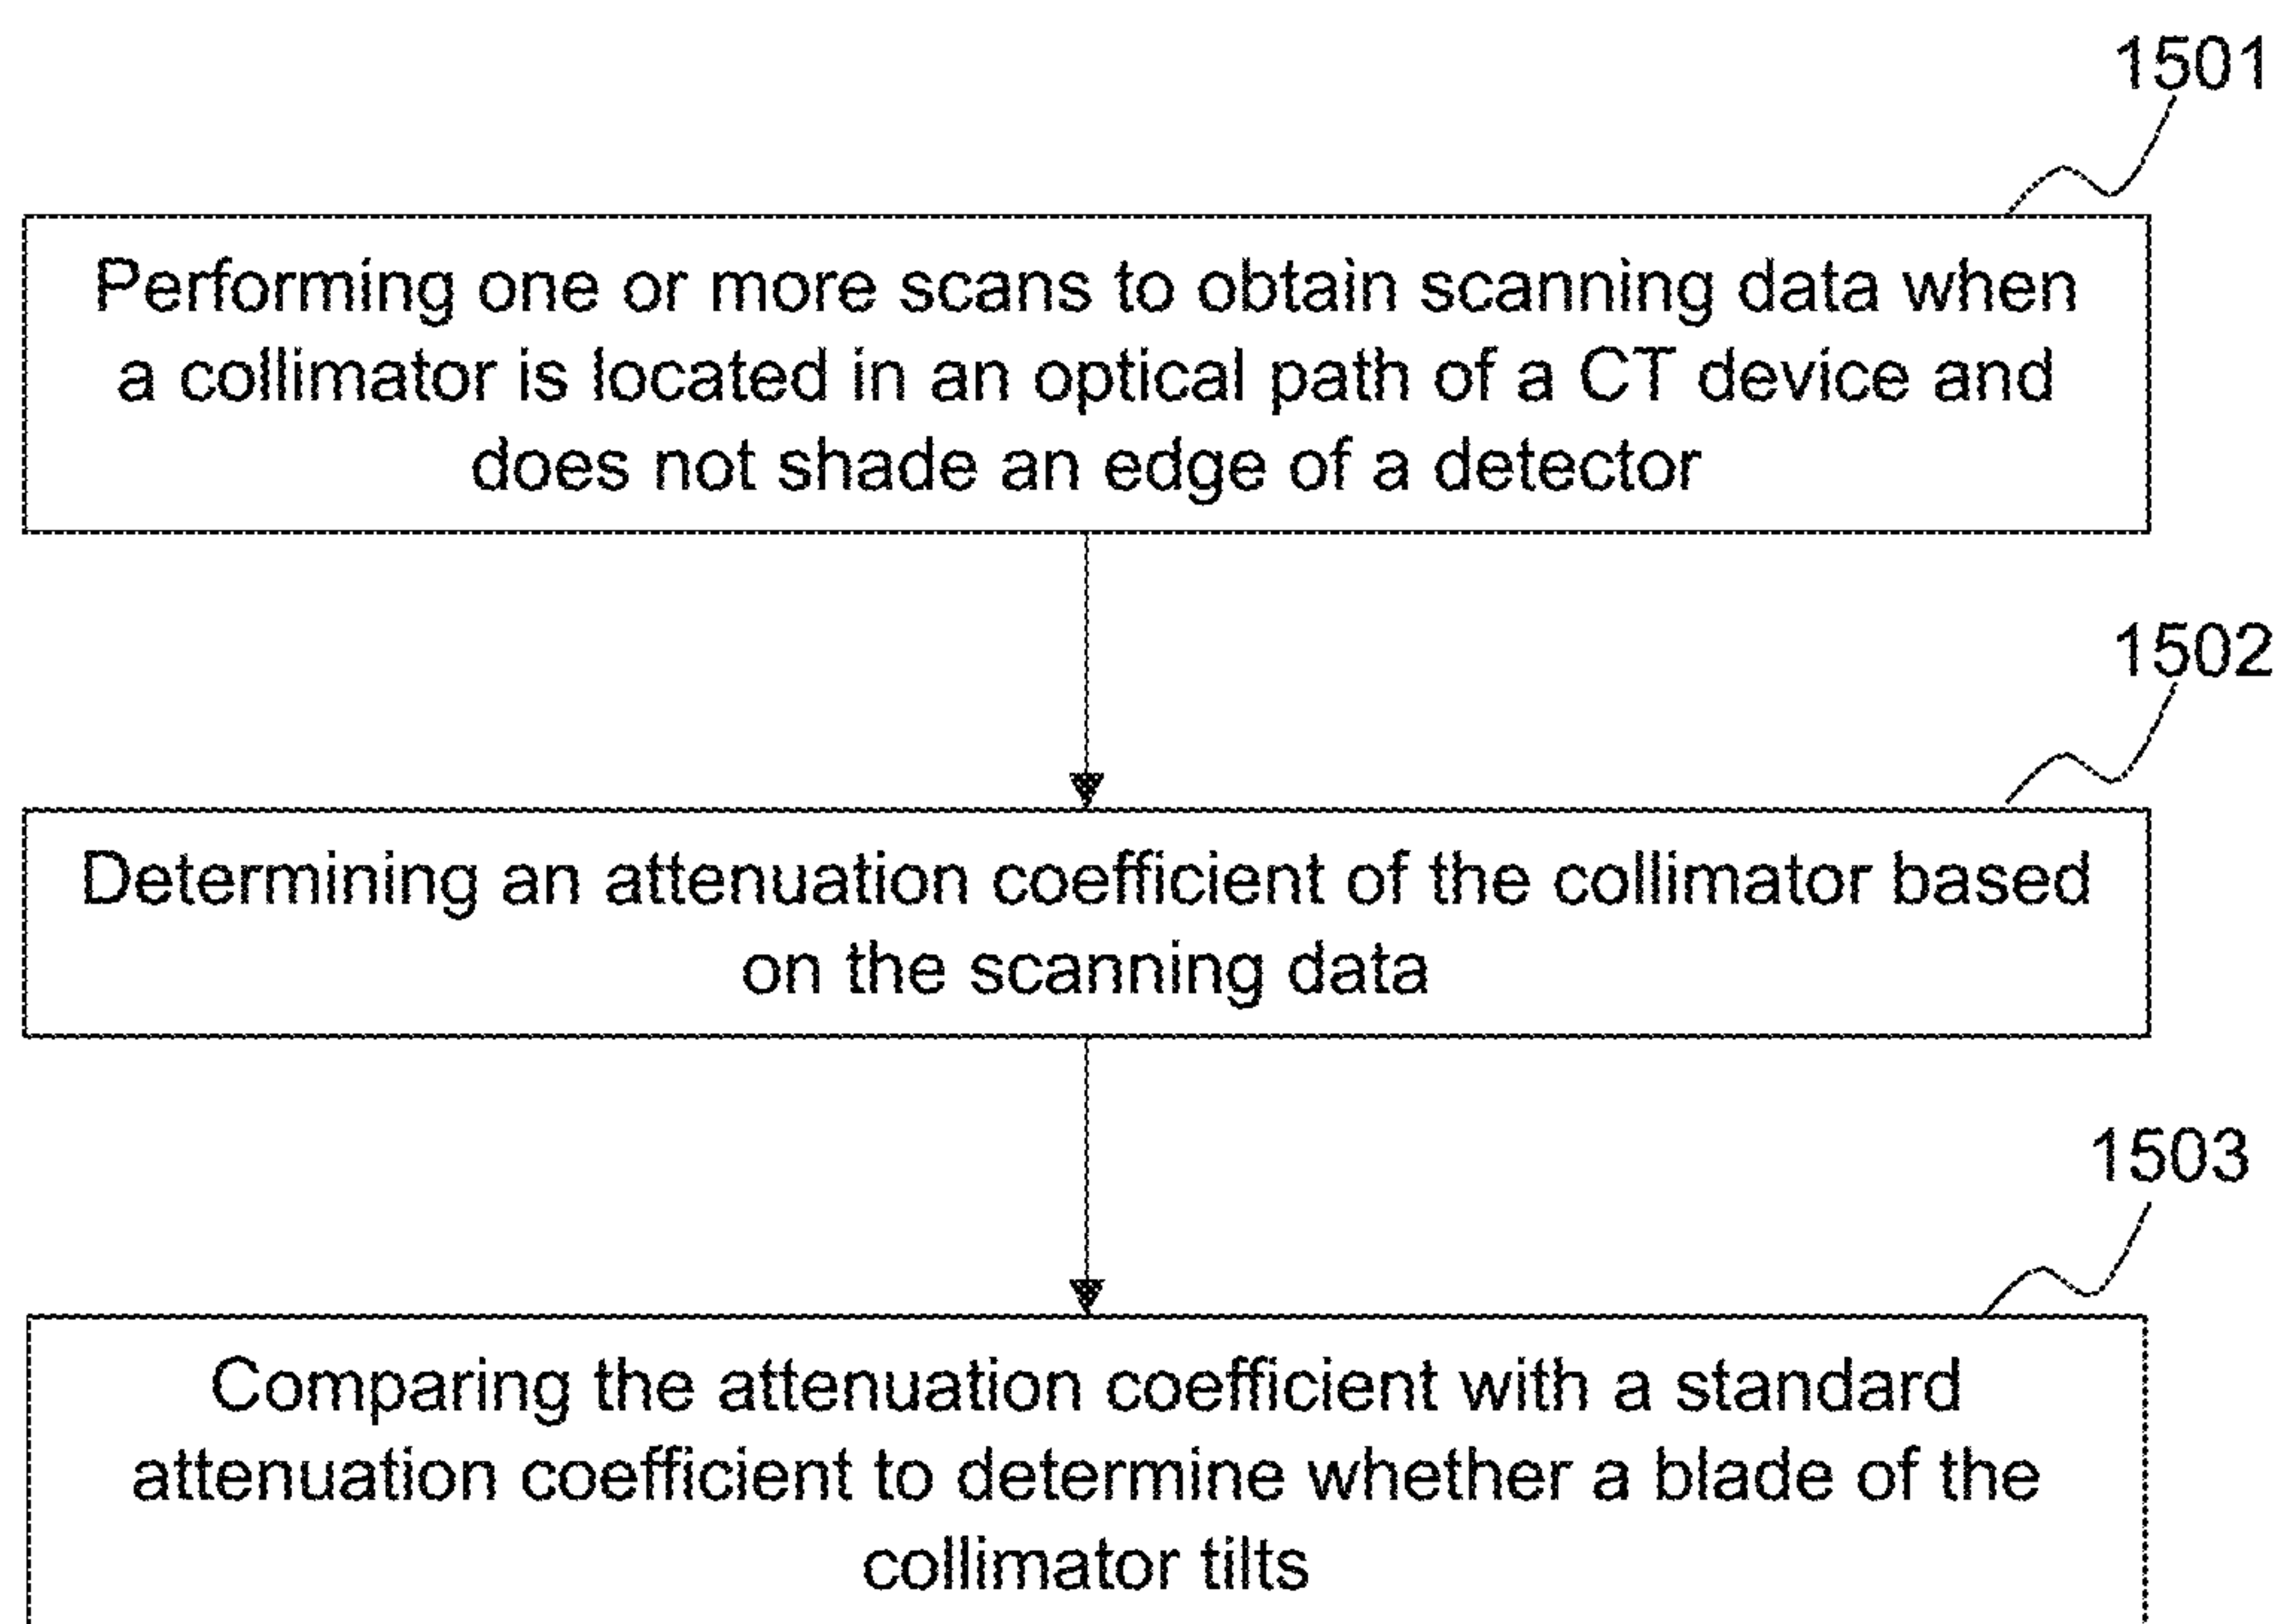 1501
Performing one or more scans to obtain scanning data when
a collimator is located in an optical path of a CT device and
does not shade an edge of a detector
1502
Determining an attenuation coefficient of the collimator based
on the scanning data
1503
Comparing the attenuation coefficient with a standard
attenuation coefficient to determine whether a blade of the
collimator tilts